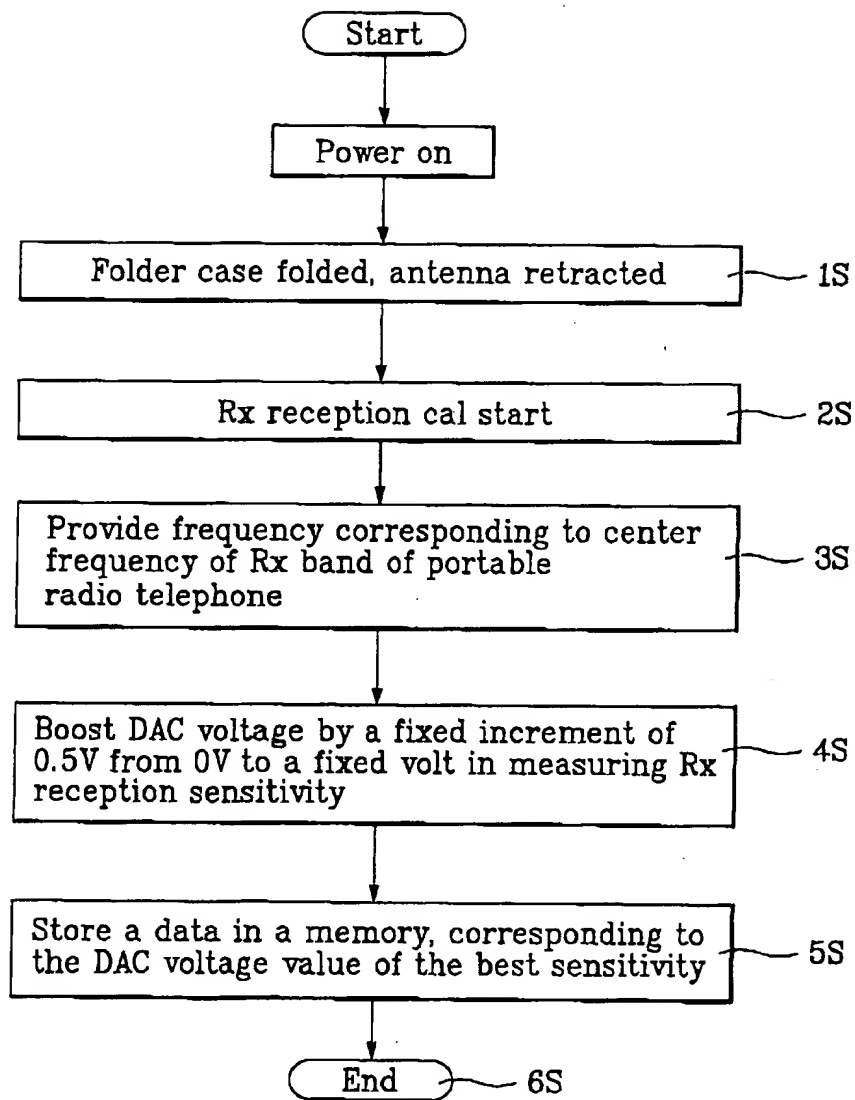 Start
Power on
Folder case folded, antenna retracted
1S
Rx reception cal start
2S
Provide frequency corresponding to center
frequency of Rx band of portable
radio telephone
3S
Boost DAC voltage by a fixed increment of
0.5V from 0V to a fixed volt in measuring Rx
reception sensitivity
4S
Store a data in a memory, corresponding to
the DAC voltage value of the best sensitivity
5S
End
6S